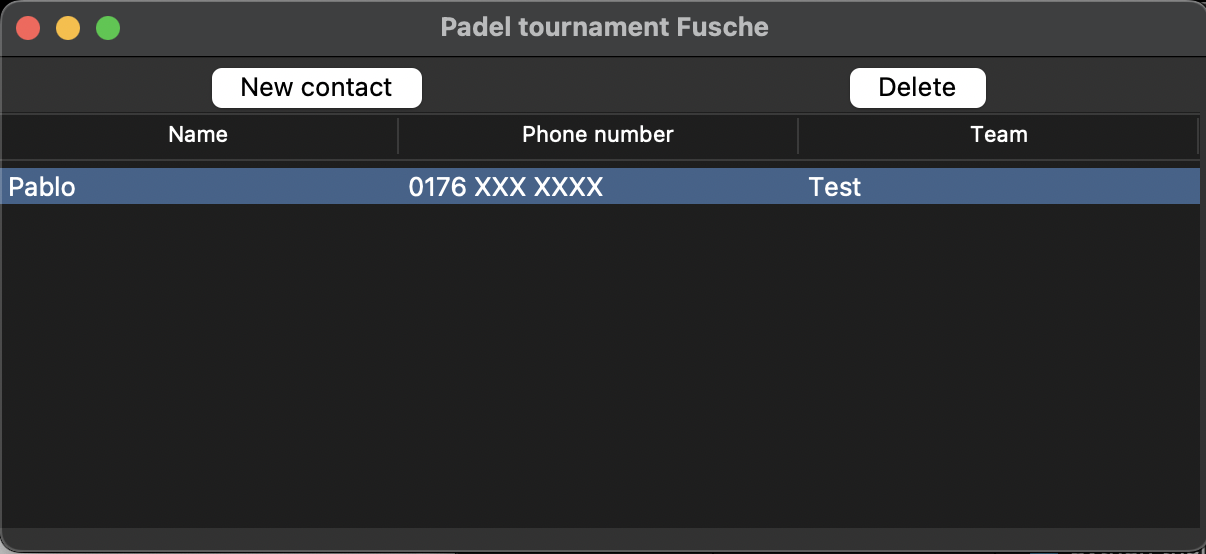 Padel tournament Fusche
New contact Delete
Name Phone number Team
Pablo 0176 XXX XXXX Test